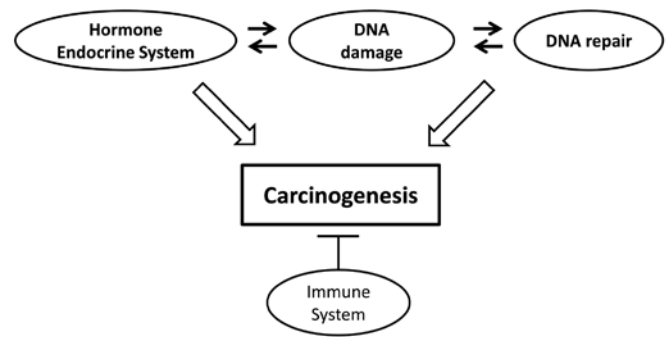 Hormone
Endocrine System
DNA
damage
DNA repair
Carcinogenesis
Immune
System